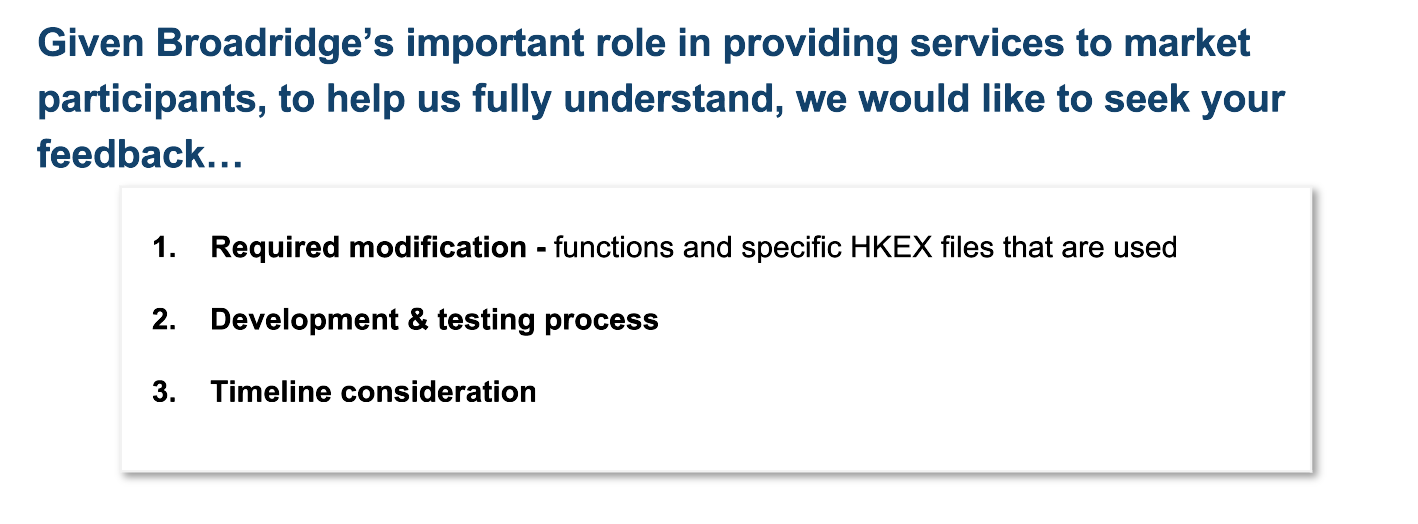 Given Broadridge’s important role in providing services to market
participants, to help us fully understand, we would like to seek your
feedback…
1. Required modification - functions and specific HKEX files that are used
2. Development & testing process
3. Timeline consideration